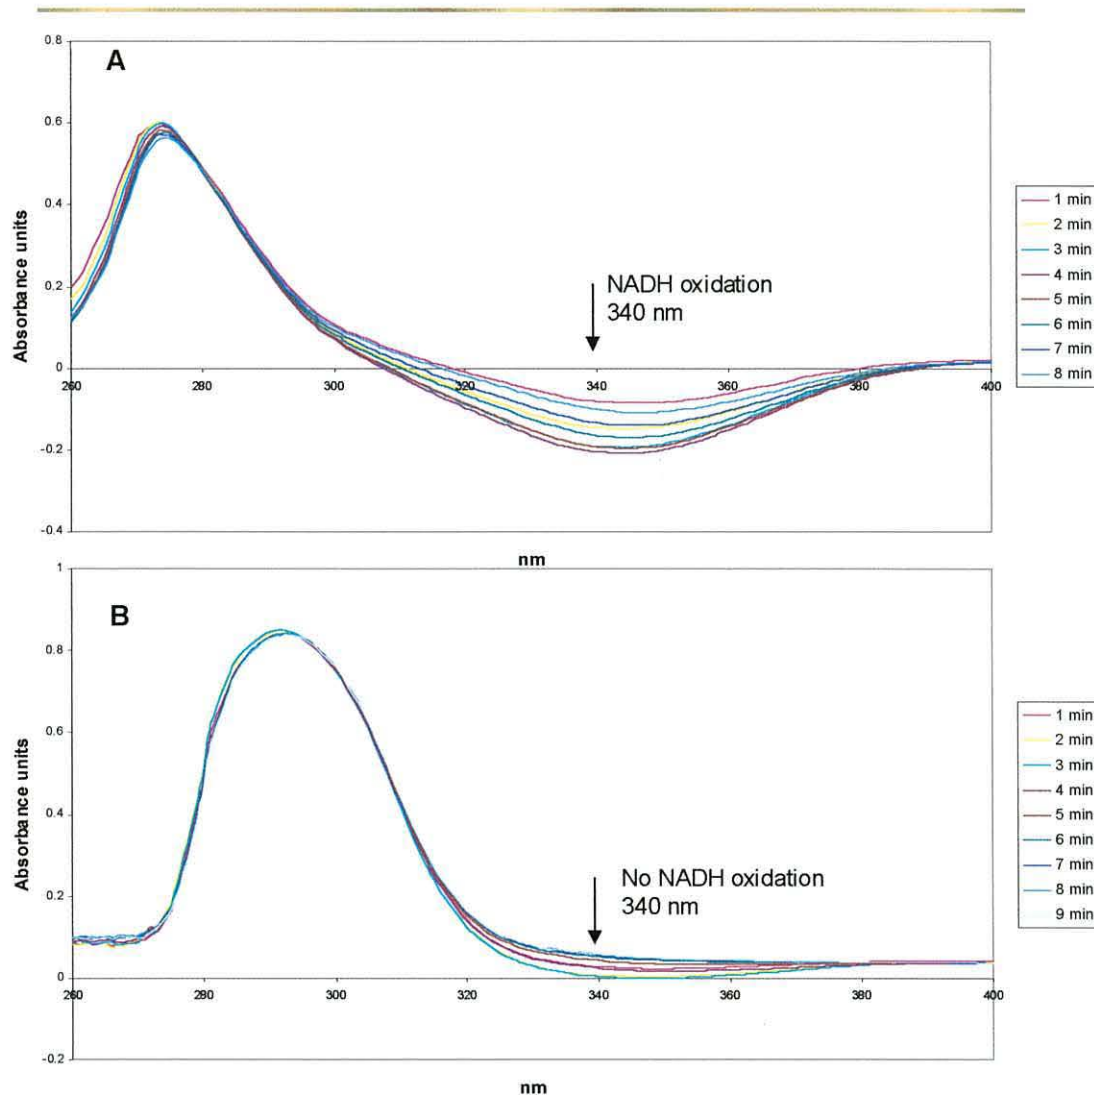 A
0.8
0.6
0.4
0.2
0
-0.2
-0.4
260
280
300
320
340
360
380
400
Absorbance units
nm
NADH oxidation
340 nm
1 min
2 min
3 min
4 min
5 min
6 min
7 min
8 min
B
1
0.8
0.6
0.4
0.2
0
-0.2
260
280
300
320
340
360
380
400
Absorbance units
nm
No NADH oxidation
340 nm
1 min
2 min
3 min
4 min
5 min
6 min
7 min
8 min
9 min